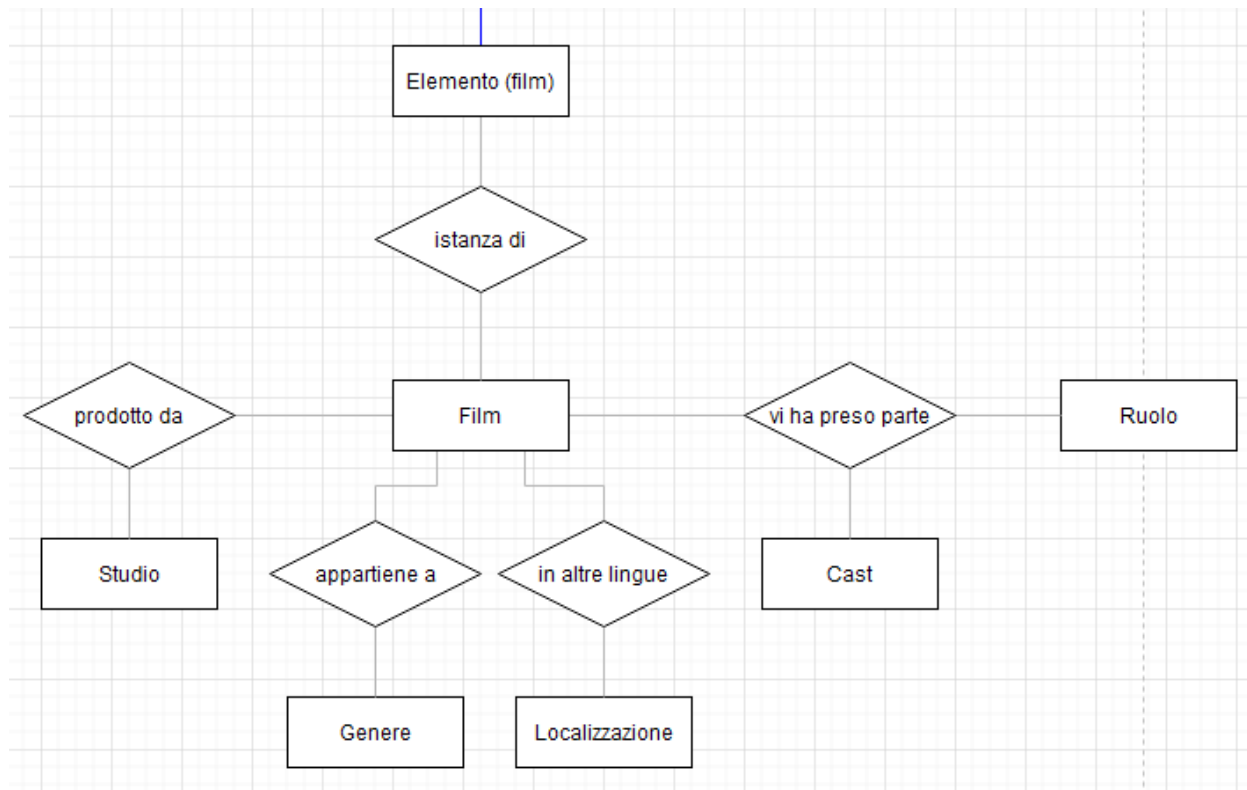 Elemento (film)
istanza di
prodotto da
Film
vi ha preso parte
Ruolo
Studio
appartiene a
in altre lingue
Cast
Genere
Localizzazione